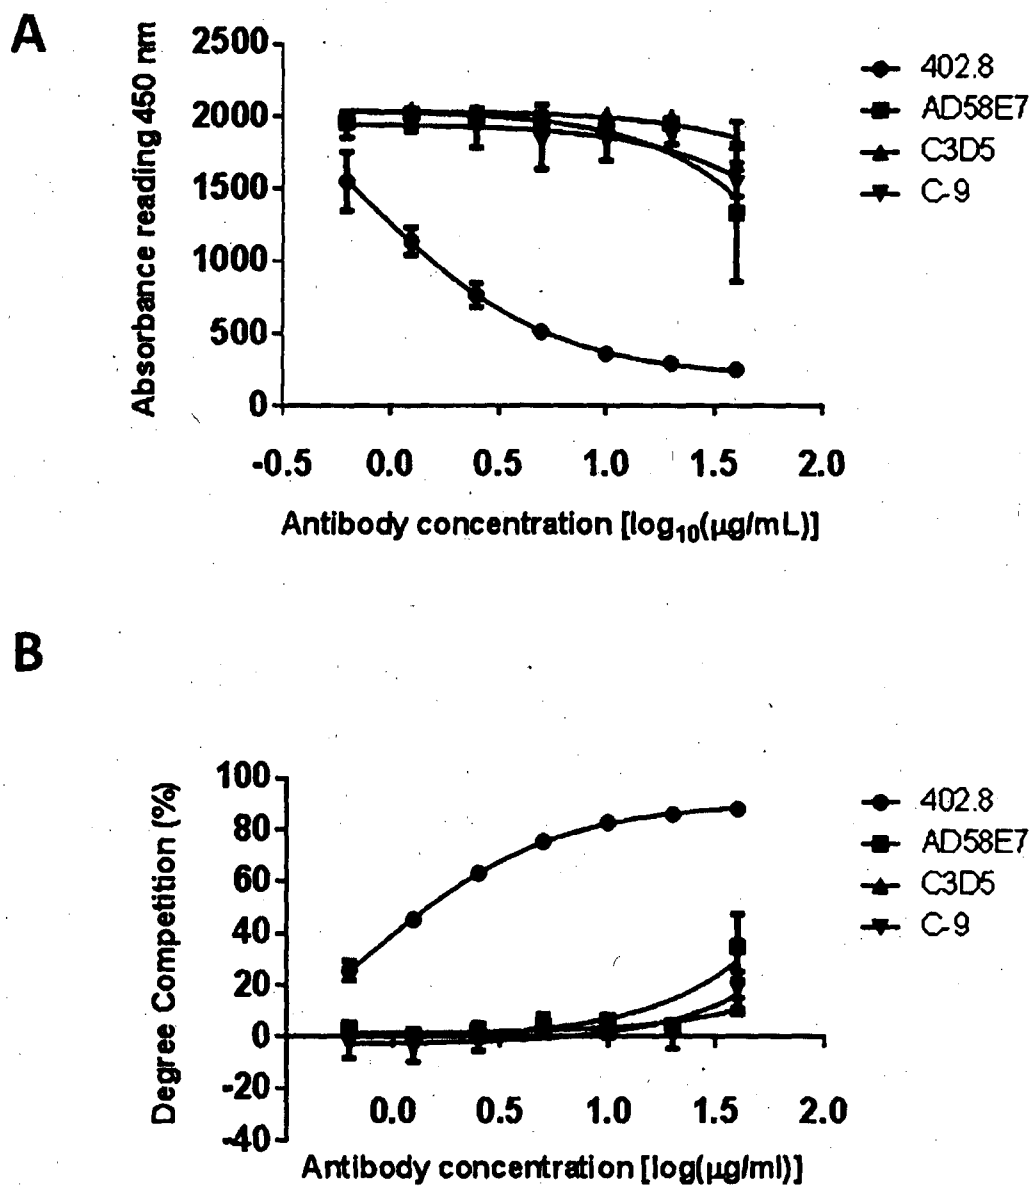 A
2500
2000
1500
1000
500
0
-0.5 0.0 0.5 1.0 1.5 2.0
Absorbance reading 450 nm
Antibody concentration [log10(µg/mL)]
402.8
AD58E7
C3D5
C-9
B
100
80
60
40
20
0
-20
-40
0.0 0.5 1.0 1.5 2.0
Degree Competition (%)
Antibody concentration [log(µg/ml)]
402.8
AD58E7
C3D5
C-9